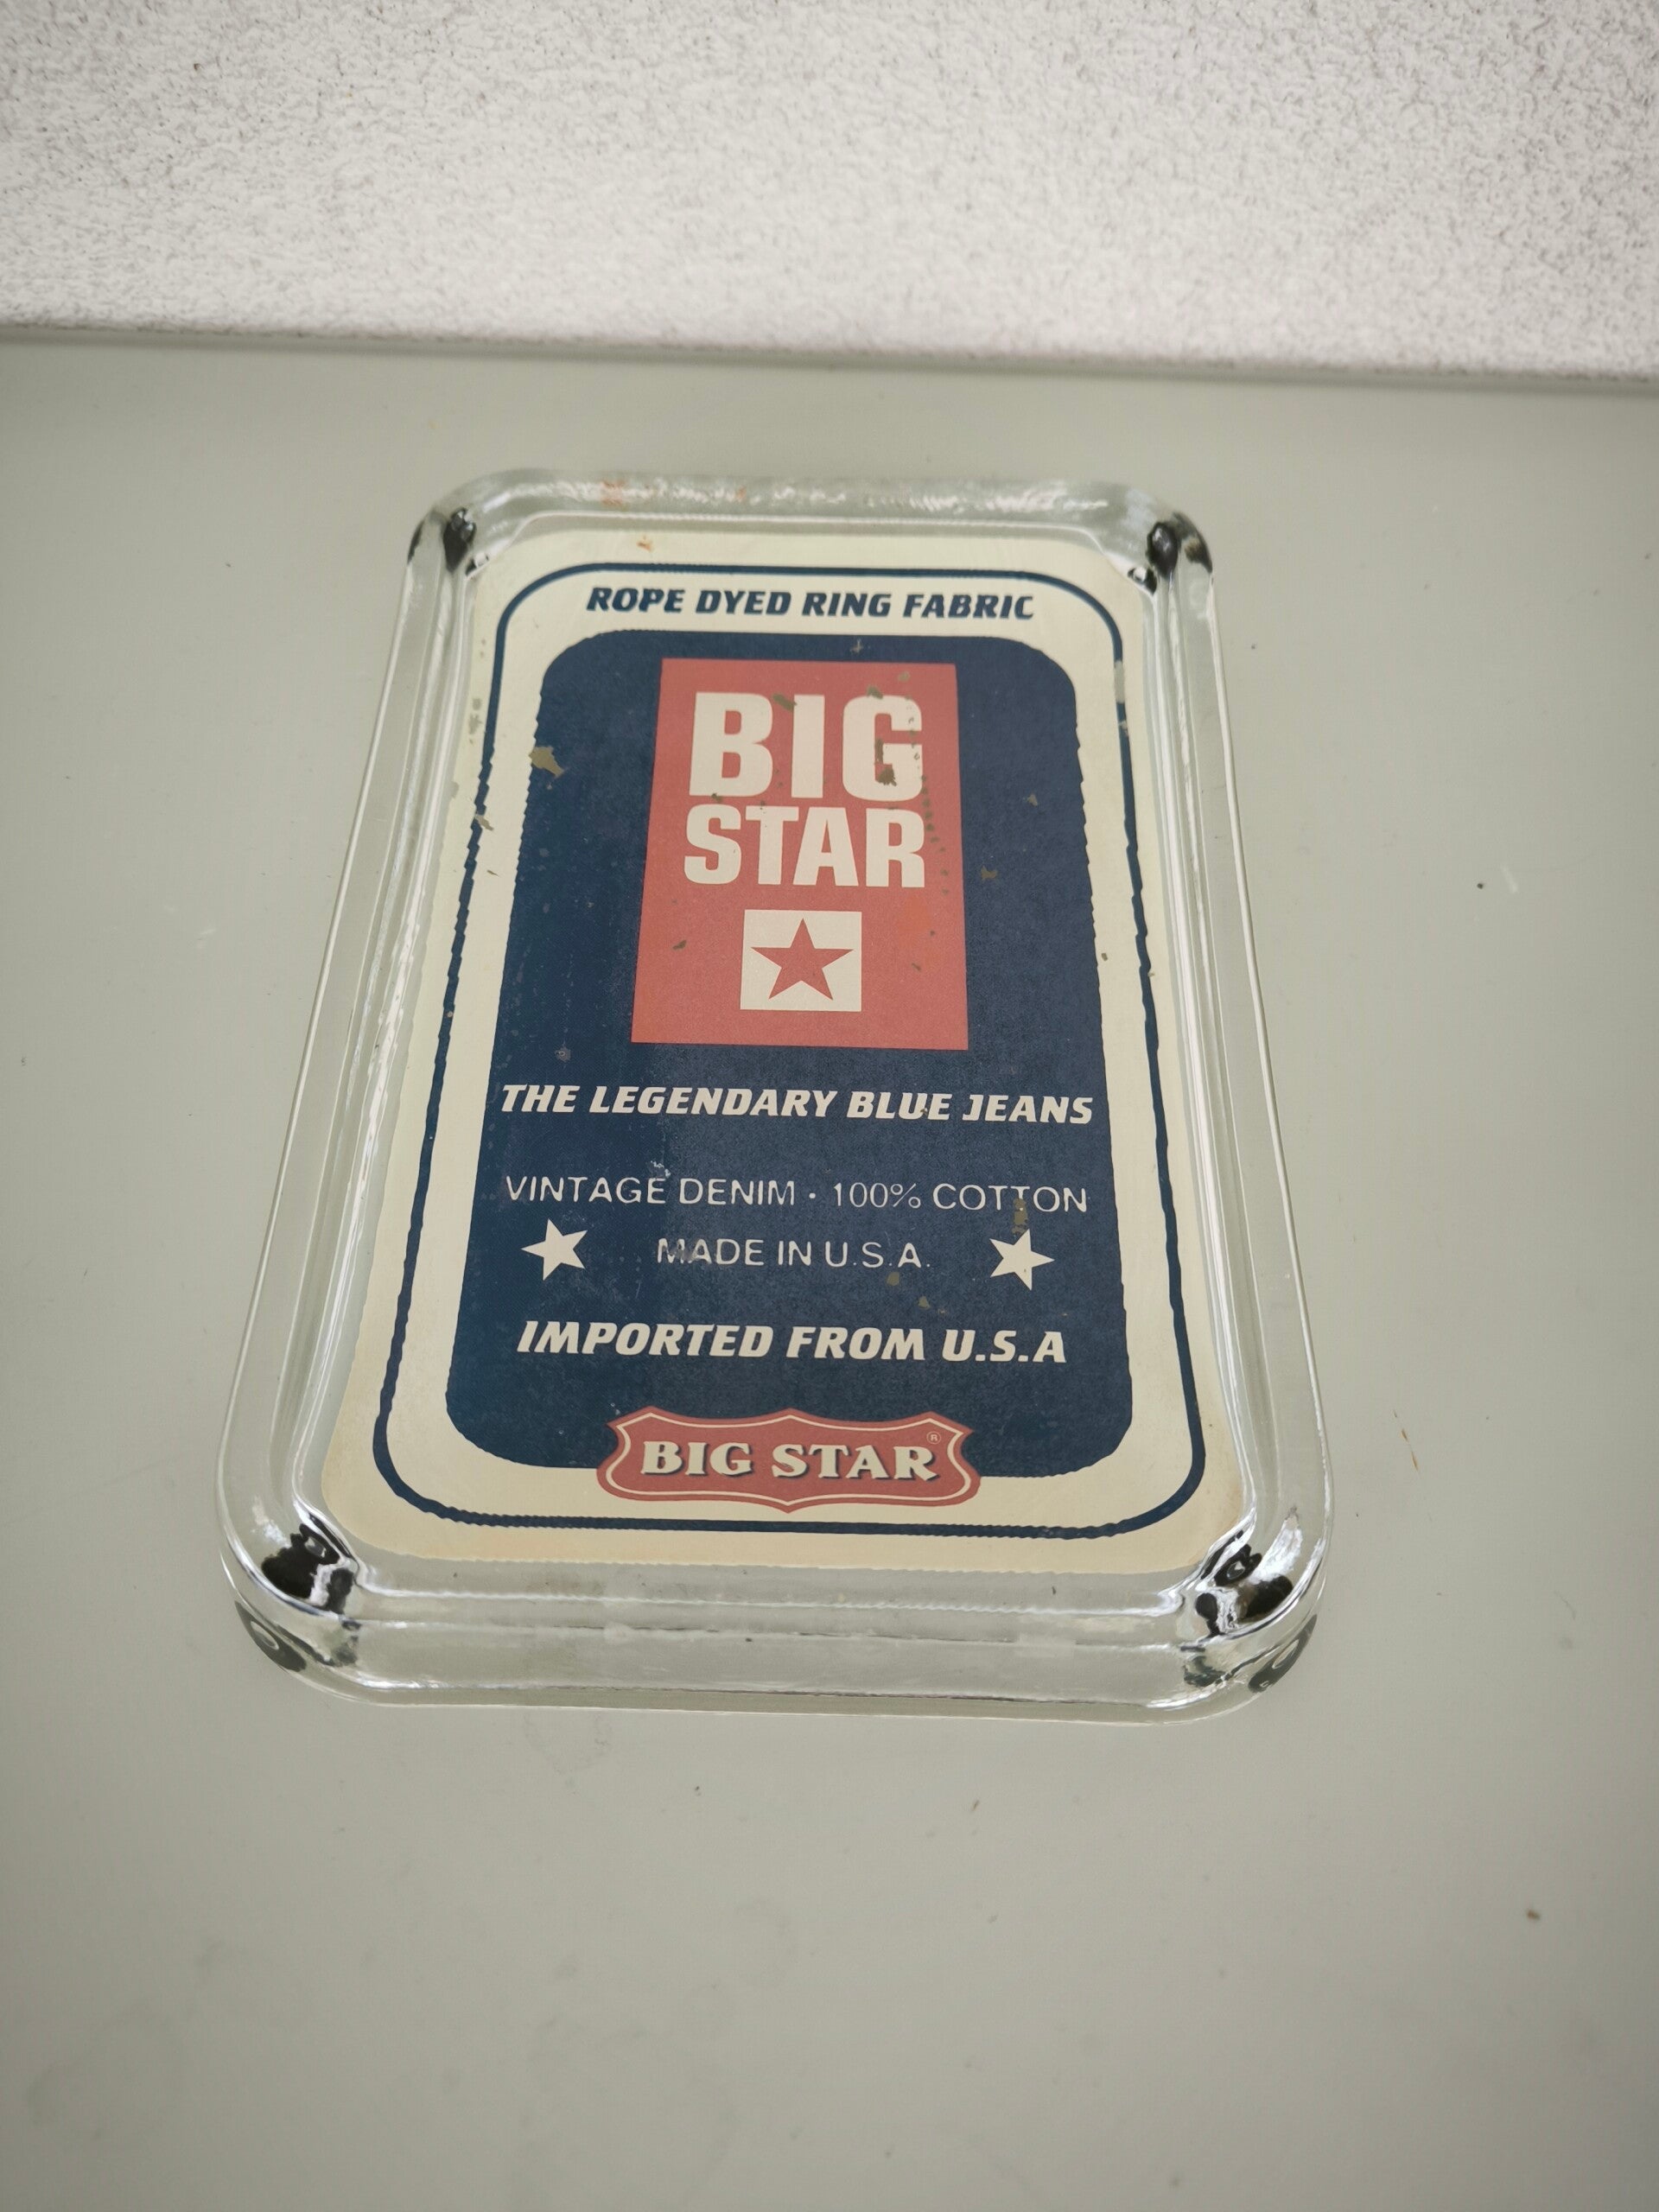 ROPE DYED RING FABRIC
BIG
STAR
THE LEGENDARY BLUE JEANS
VINTAGE DENIM · 100% COTTON
MADE IN U.S.A.
IMPORTED FROM U.S.A
BIG STAR®